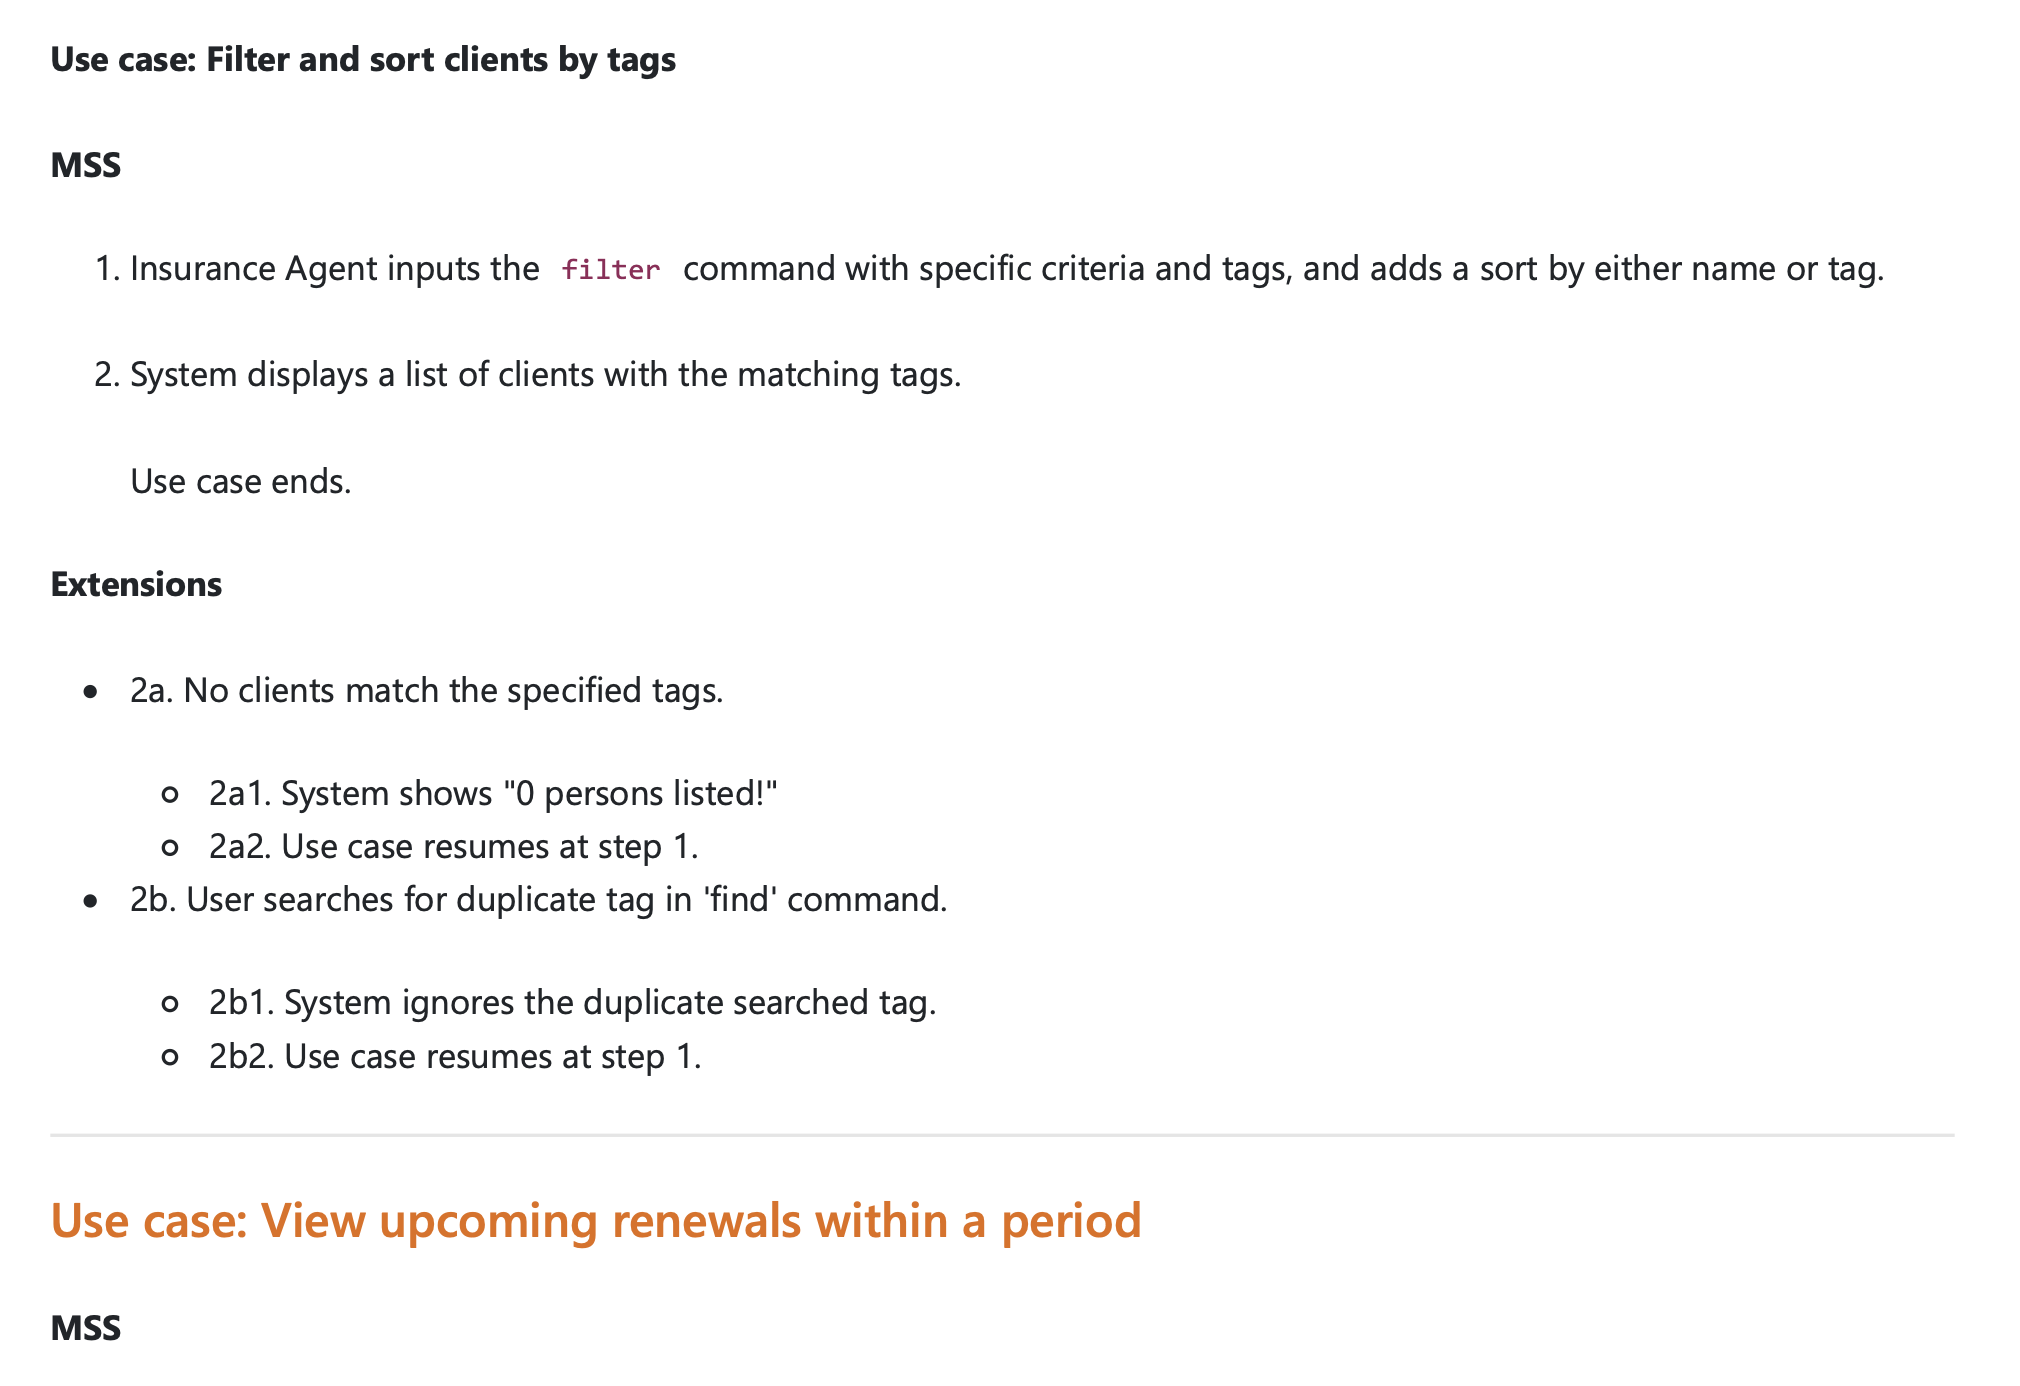 Use case: Filter and sort clients by tags
MSS
1. Insurance Agent inputs the filter command with specific criteria and tags, and adds a sort by either name or tag.
2. System displays a list of clients with the matching tags.
Use case ends.
Extensions
• 2a. No clients match the specified tags.
○ 2a1. System shows "0 persons listed!"
○ 2a2. Use case resumes at step 1.
• 2b. User searches for duplicate tag in 'find' command.
○ 2b1. System ignores the duplicate searched tag.
○ 2b2. Use case resumes at step 1.
Use case: View upcoming renewals within a period
MSS